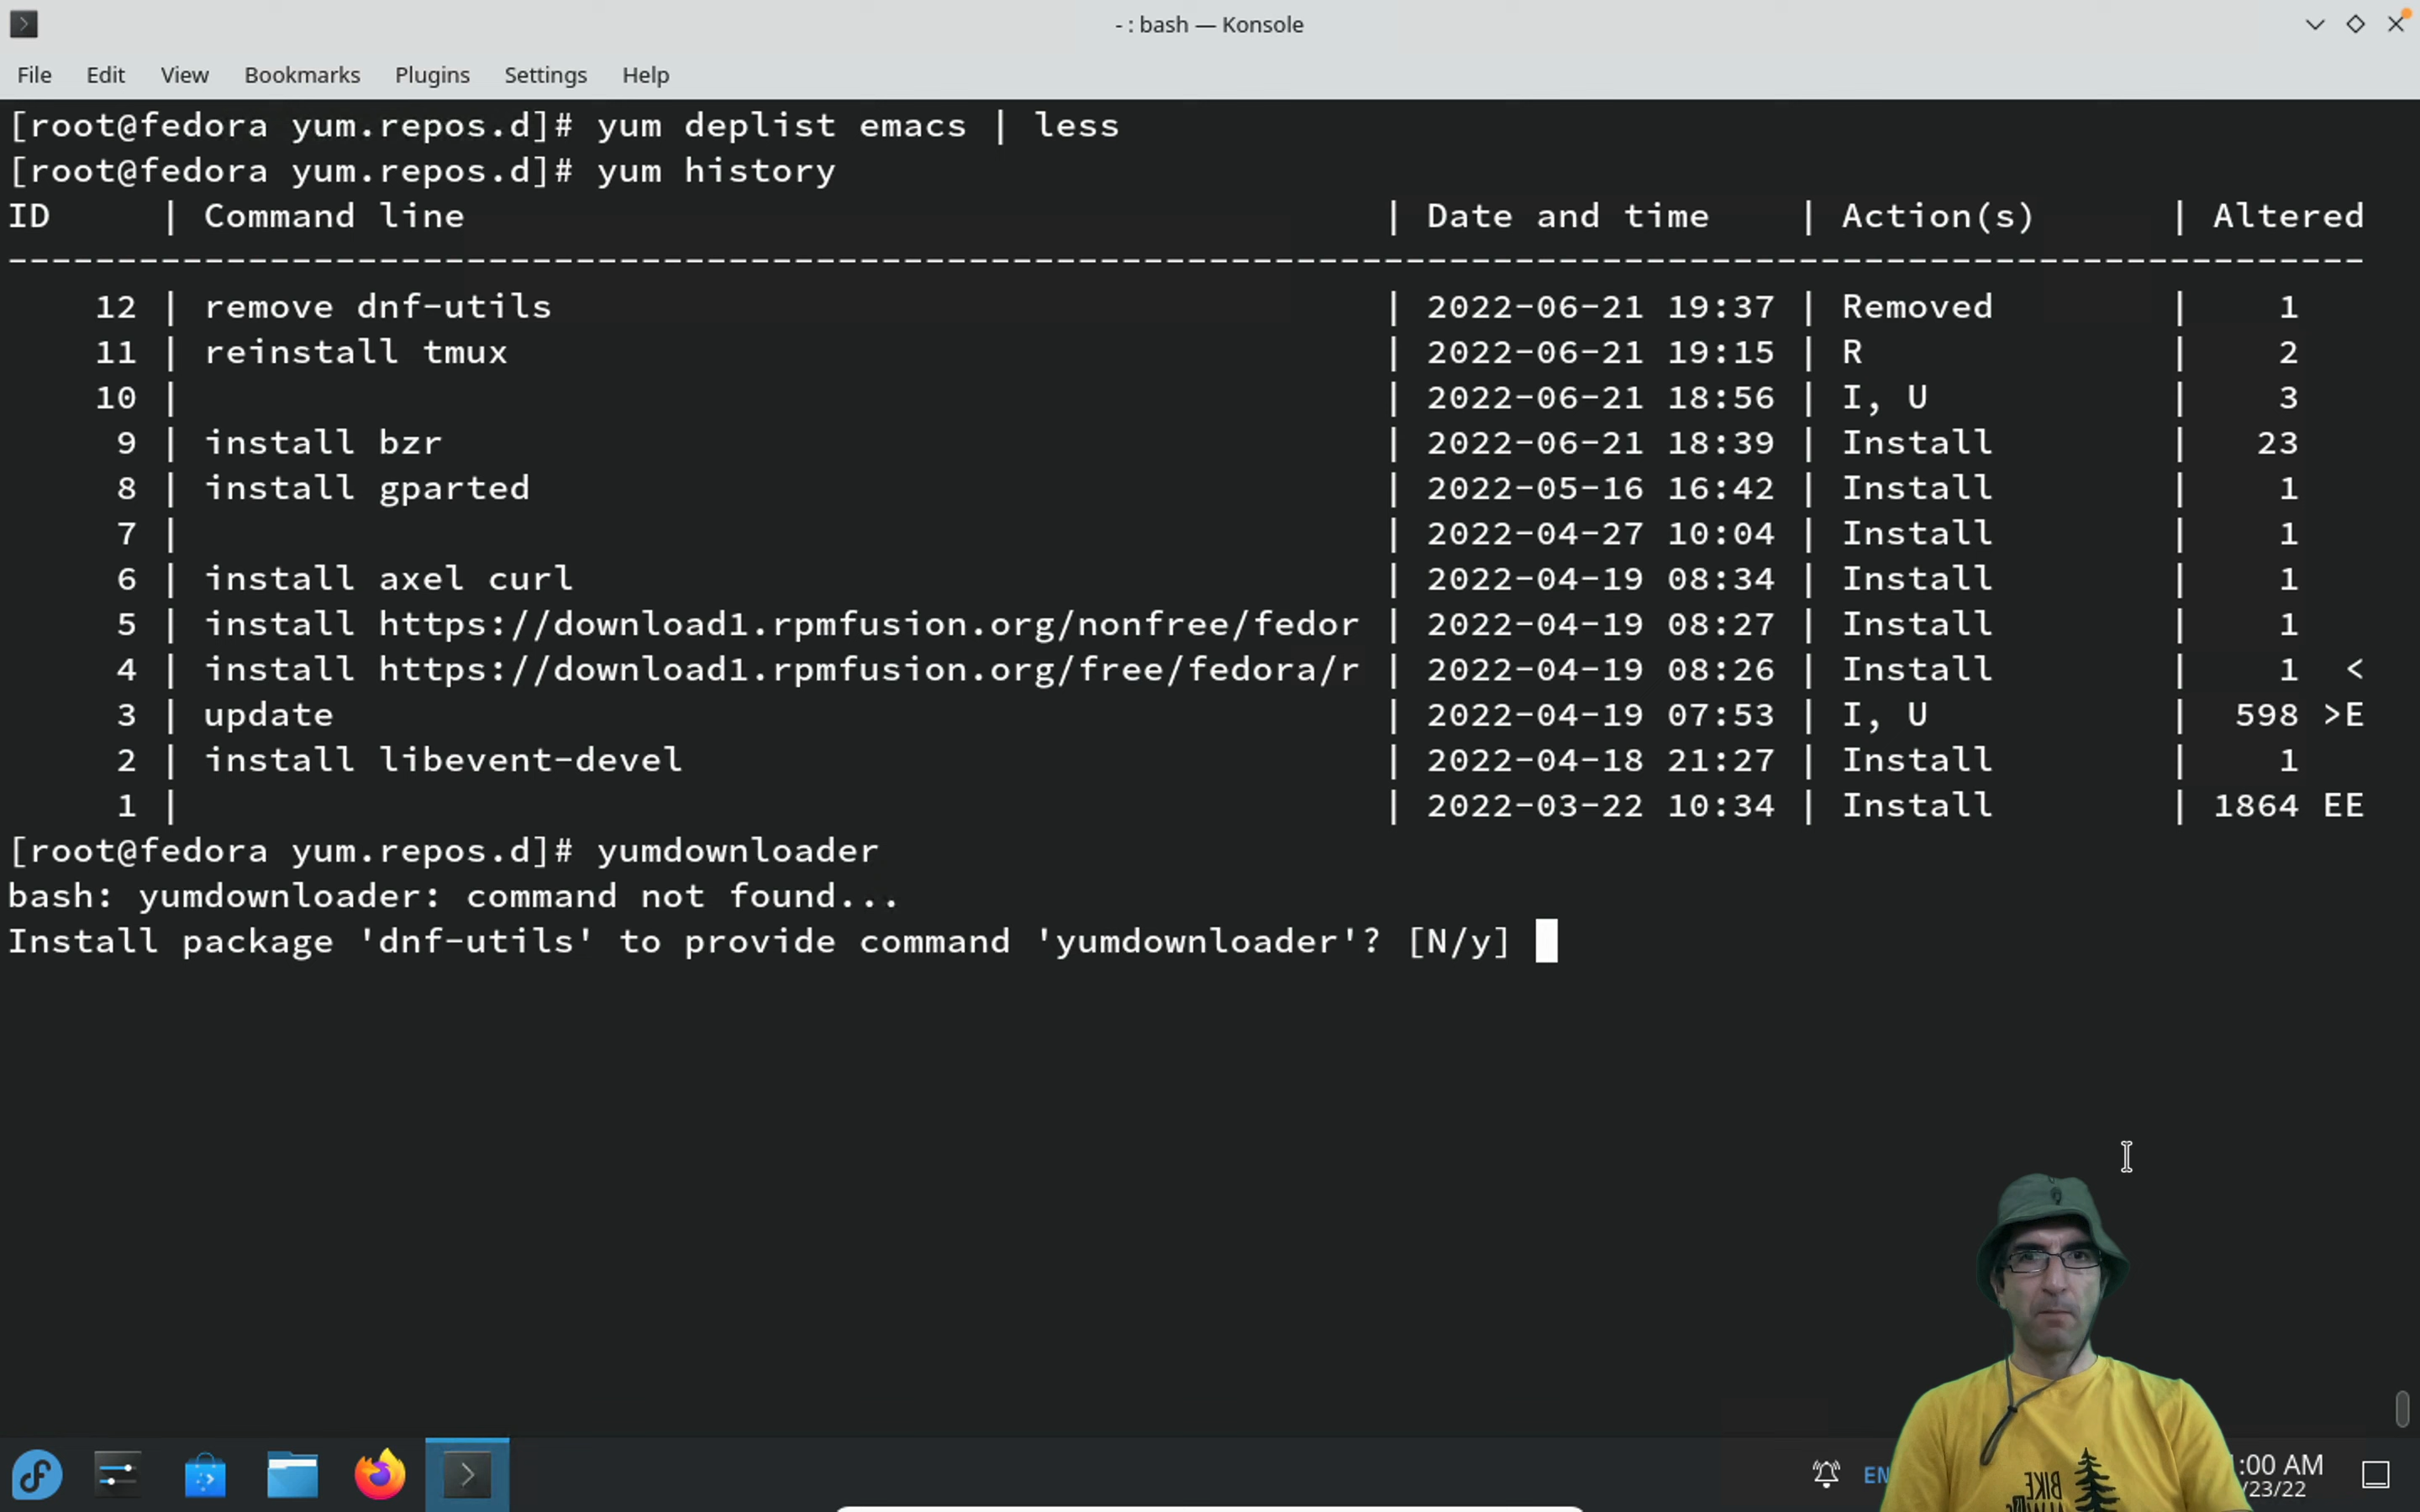 - : bash — Konsole
File Edit View Bookmarks Plugins Settings Help
[root@fedora yum.repos.d]# yum deplist emacs | less
[root@fedora yum.repos.d]# yum history
ID | Command line | Date and time | Action(s) | Altered
--------------------------------------------------------------------------------------------------------------
12 | remove dnf-utils | 2022-06-21 19:37 | Removed | 1
11 | reinstall tmux | 2022-06-21 19:15 | R | 2
10 | | 2022-06-21 18:56 | I, U | 3
9 | install bzr | 2022-06-21 18:39 | Install | 23
8 | install gparted | 2022-05-16 16:42 | Install | 1
7 | | 2022-04-27 10:04 | Install | 1
6 | install axel curl | 2022-04-19 08:34 | Install | 1
5 | install https://download1.rpmfusion.org/nonfree/fedor | 2022-04-19 08:27 | Install | 1
4 | install https://download1.rpmfusion.org/free/fedora/r | 2022-04-19 08:26 | Install | 1 <
3 | update | 2022-04-19 07:53 | I, U | 598 >E
2 | install libevent-devel | 2022-04-18 21:27 | Install | 1
1 | | 2022-03-22 10:34 | Install | 1864 EE
[root@fedora yum.repos.d]# yumdownloader
bash: yumdownloader: command not found...
Install package 'dnf-utils' to provide command 'yumdownloader'? [N/y]
EN
:00 AM
/23/22
BIKE